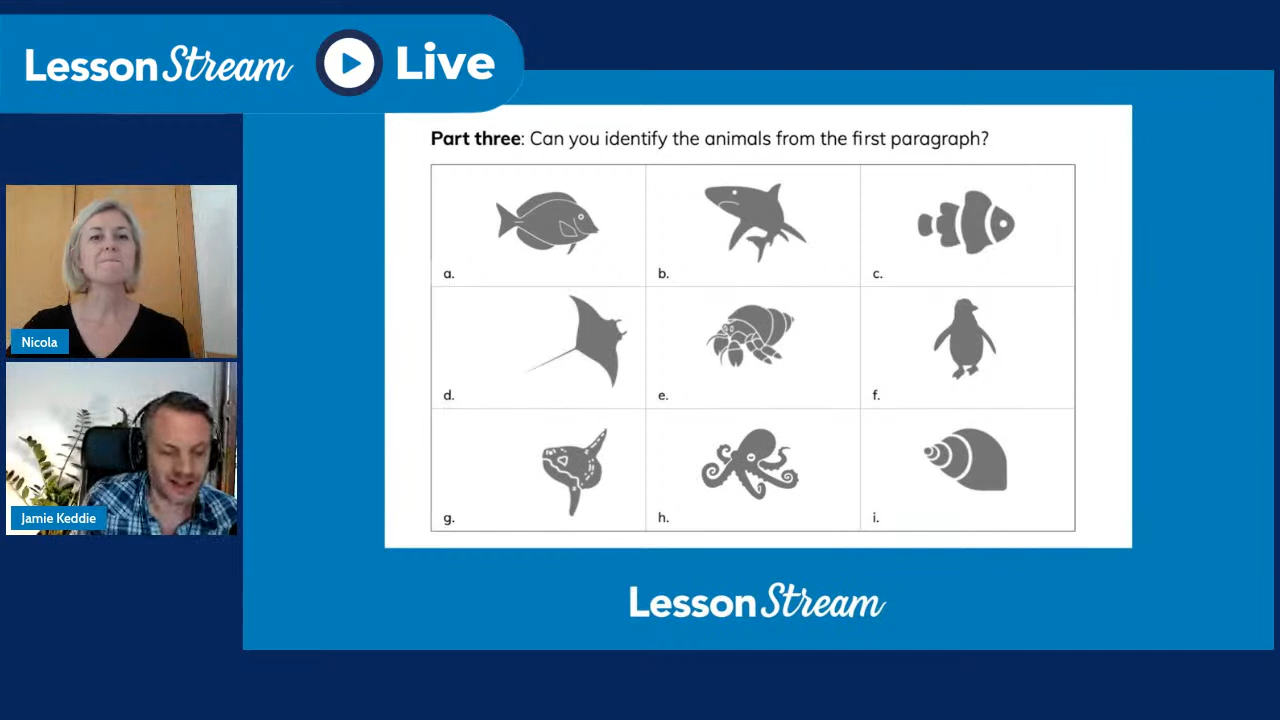 LessonStream Live
Part three: Can you identify the animals from the first paragraph?
a.
b.
c.
d.
e.
f.
g.
h.
i.
Nicola
Jamie Keddie
LessonStream